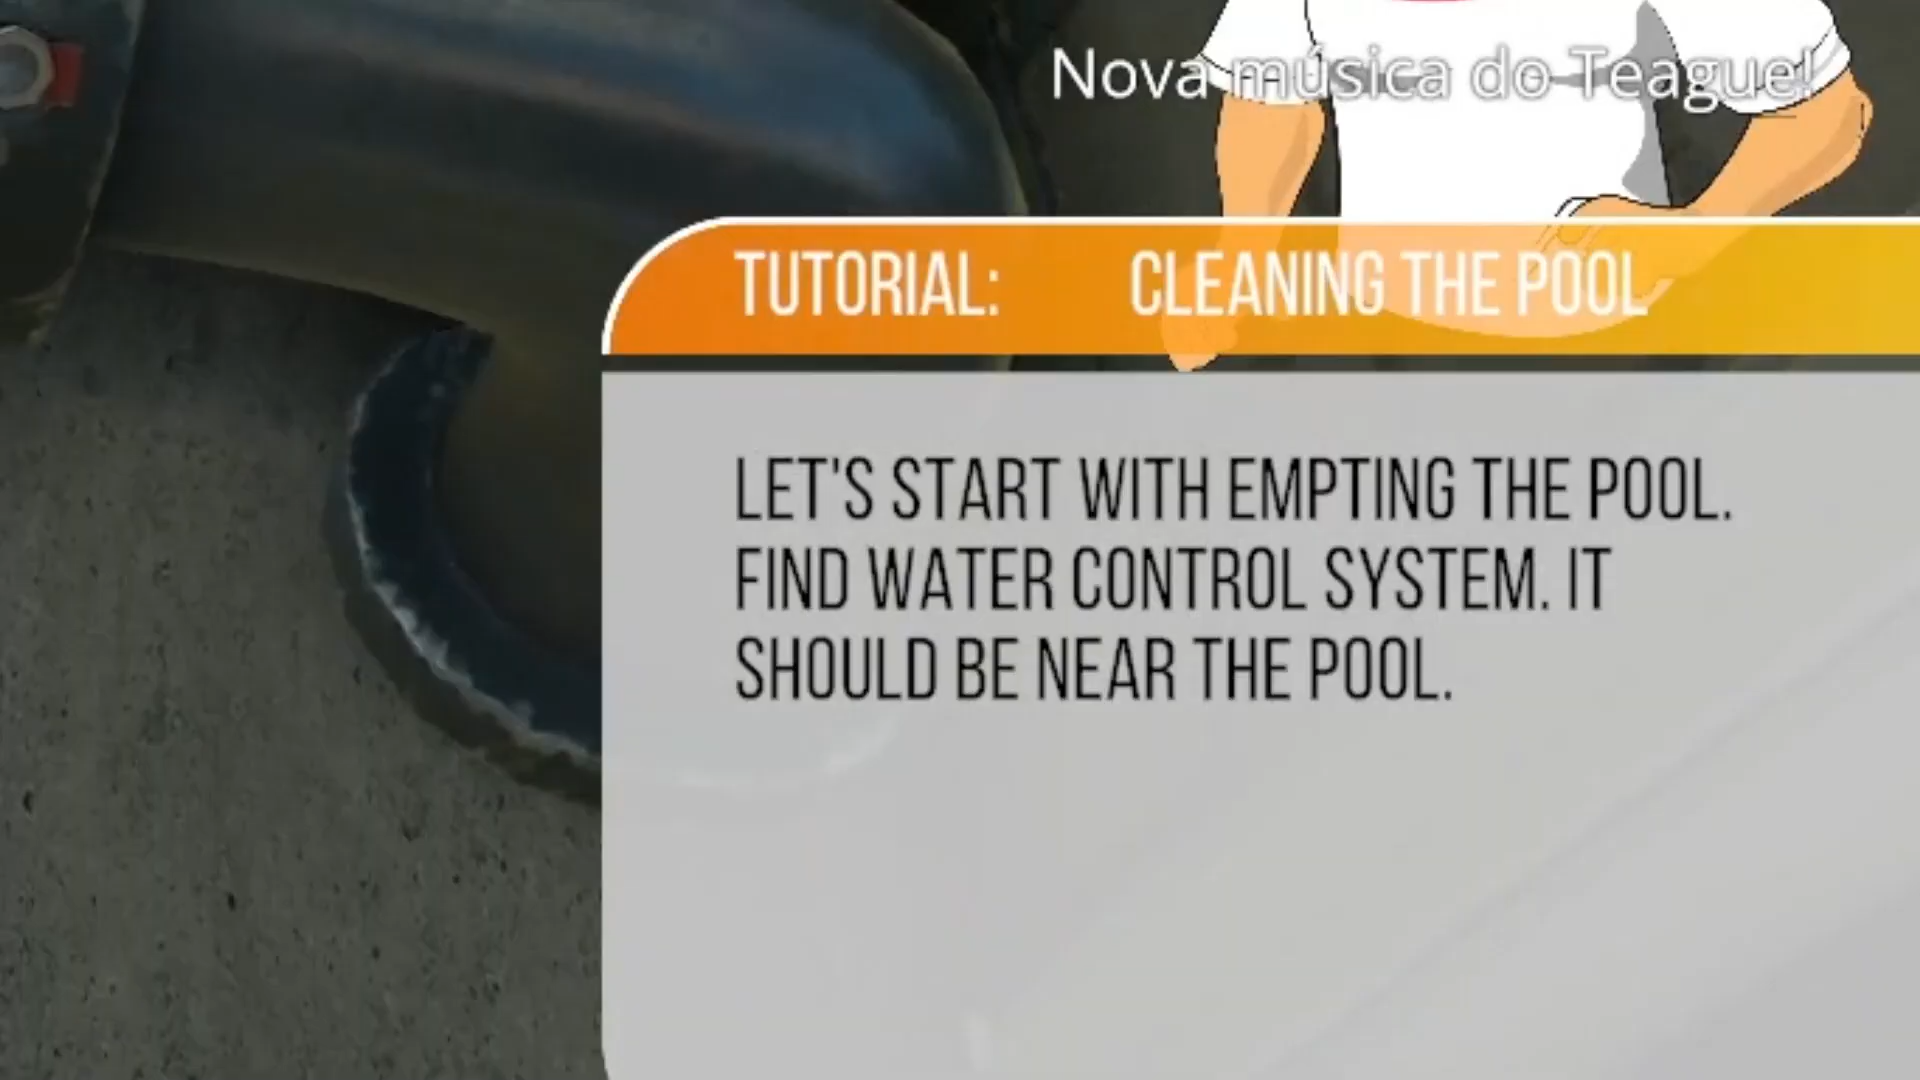 Nova música do Teague!
TUTORIAL: CLEANING THE POOL
LET'S START WITH EMPTING THE POOL.
FIND WATER CONTROL SYSTEM. IT
SHOULD BE NEAR THE POOL.